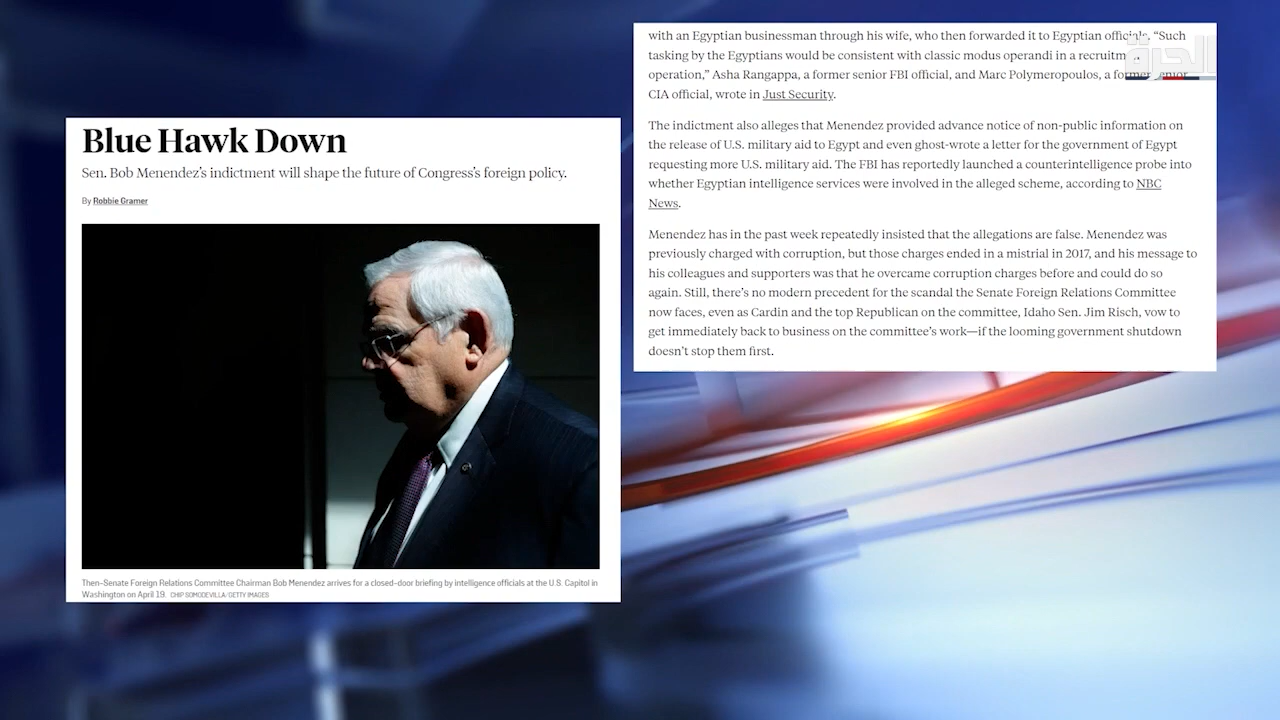 Blue Hawk Down
Sen. Bob Menendez’s indictment will shape the future of Congress’s foreign policy.
By Robbie Gramer
Then-Senate Foreign Relations Committee Chairman Bob Menendez arrives for a closed-door briefing by intelligence officials at the U.S. Capitol in
Washington on April 19. CHIP SOMODEVILLA/GETTY IMAGES
with an Egyptian businessman through his wife, who then forwarded it to Egyptian officials. “Such
tasking by the Egyptians would be consistent with classic modus operandi in a recruitment
operation,” Asha Rangappa, a former senior FBI official, and Marc Polymeropoulos, a former senior
CIA official, wrote in Just Security.
The indictment also alleges that Menendez provided advance notice of non-public information on
the release of U.S. military aid to Egypt and even ghost-wrote a letter for the government of Egypt
requesting more U.S. military aid. The FBI has reportedly launched a counterintelligence probe into
whether Egyptian intelligence services were involved in the alleged scheme, according to NBC
News.
Menendez has in the past week repeatedly insisted that the allegations are false. Menendez was
previously charged with corruption, but those charges ended in a mistrial in 2017, and his message to
his colleagues and supporters was that he overcame corruption charges before and could do so
again. Still, there’s no modern precedent for the scandal the Senate Foreign Relations Committee
now faces, even as Cardin and the top Republican on the committee, Idaho Sen. Jim Risch, vow to
get immediately back to business on the committee’s work—if the looming government shutdown
doesn’t stop them first.
الحرة